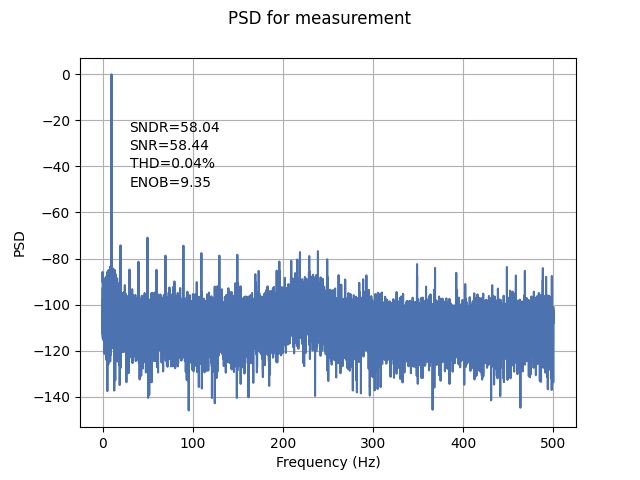 PSD for measurement
0
−20
−40
−60
−80
−100
−120
−140
PSD
SNDR=58.04
SNR=58.44
THD=0.04%
ENOB=9.35
0 100 200 300 400 500
Frequency (Hz)